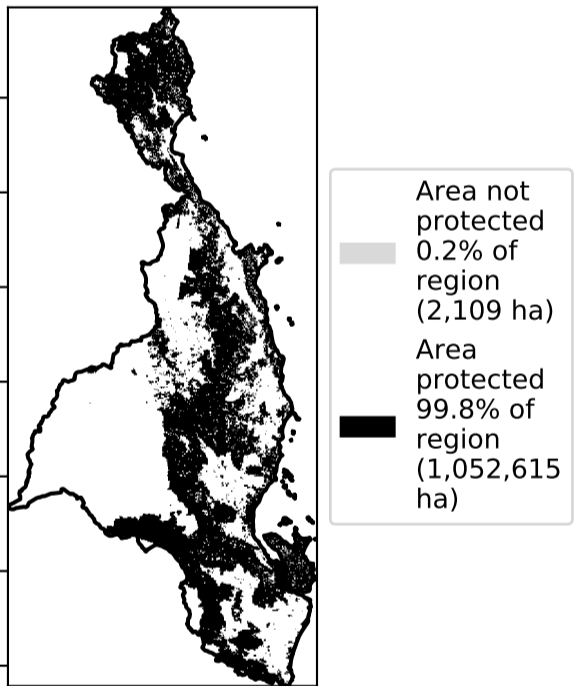 Area not
protected
0.2% of
region
(2,109 ha)
Area
protected
99.8% of
region
(1,052,615
ha)